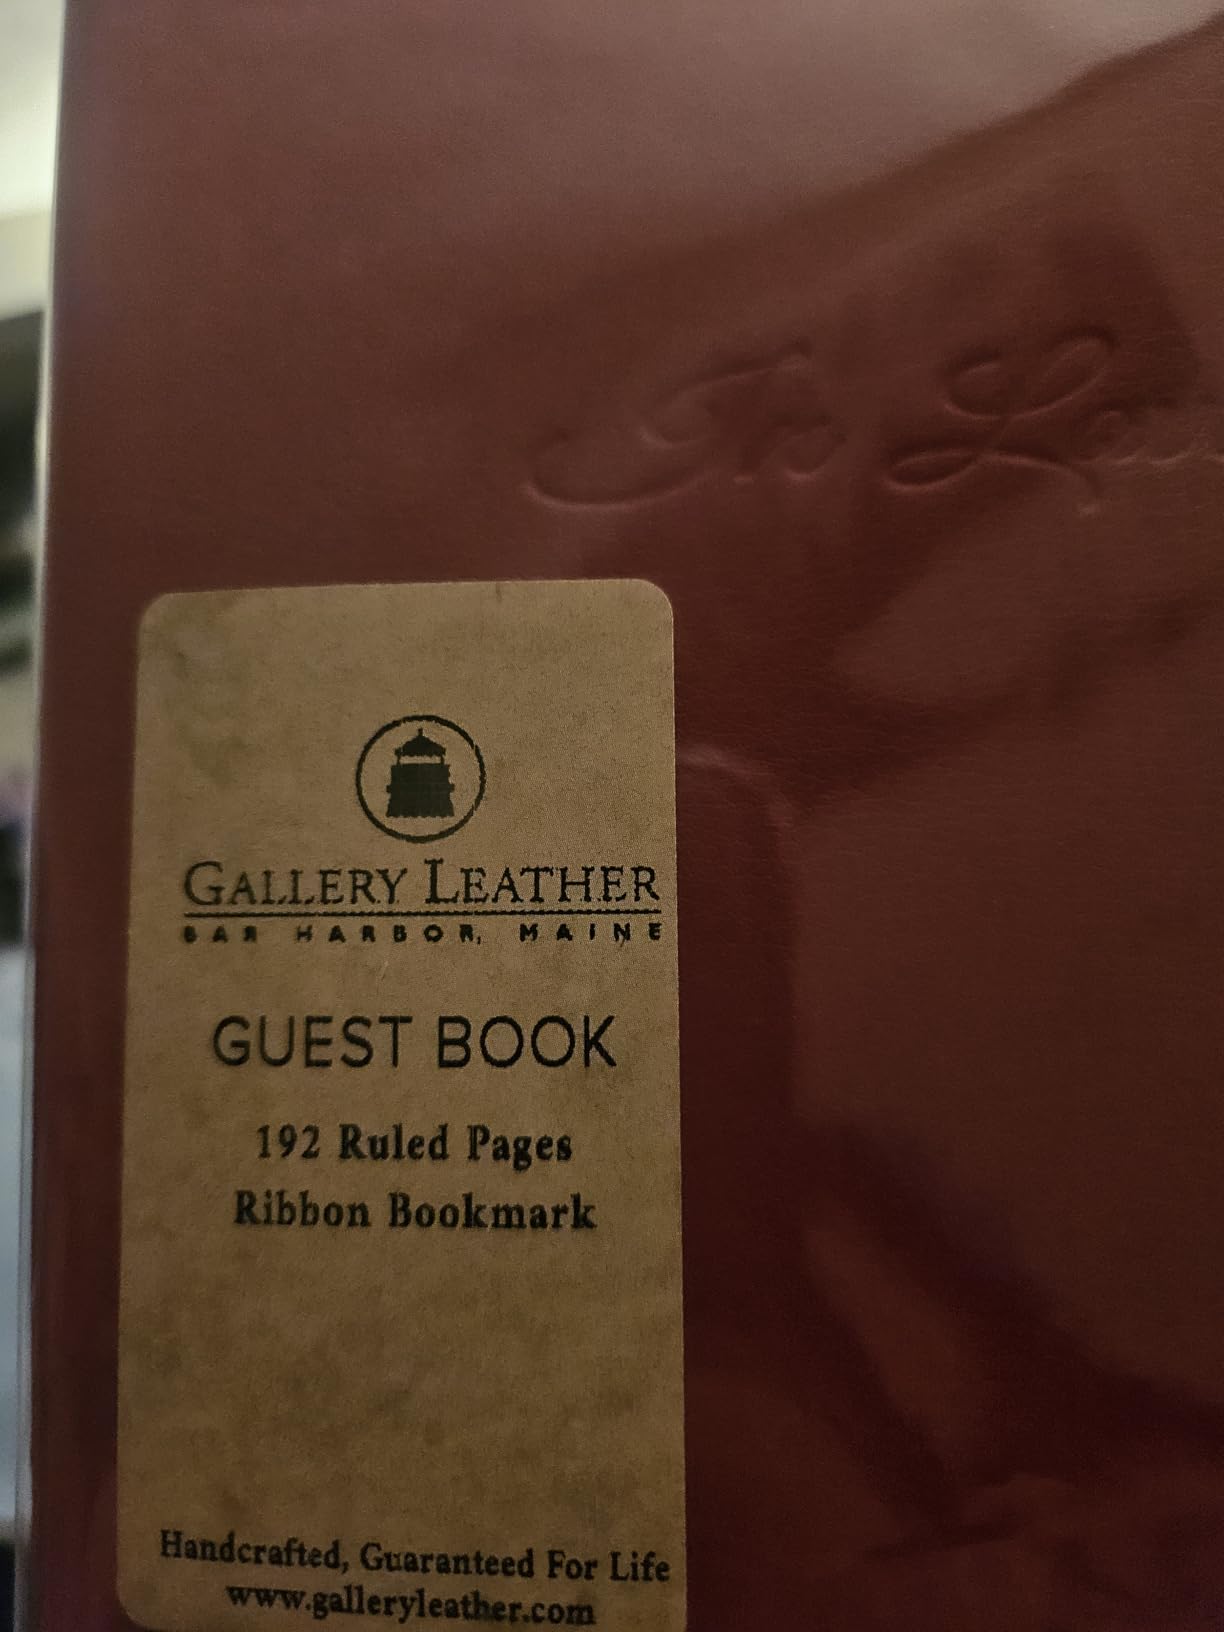 GALLERY LEATHER
BAR HARBOR, MAINE
GUEST BOOK
192 Ruled Pages
Ribbon Bookmark
Handcrafted, Guaranteed For Life
www.galleryleather.com